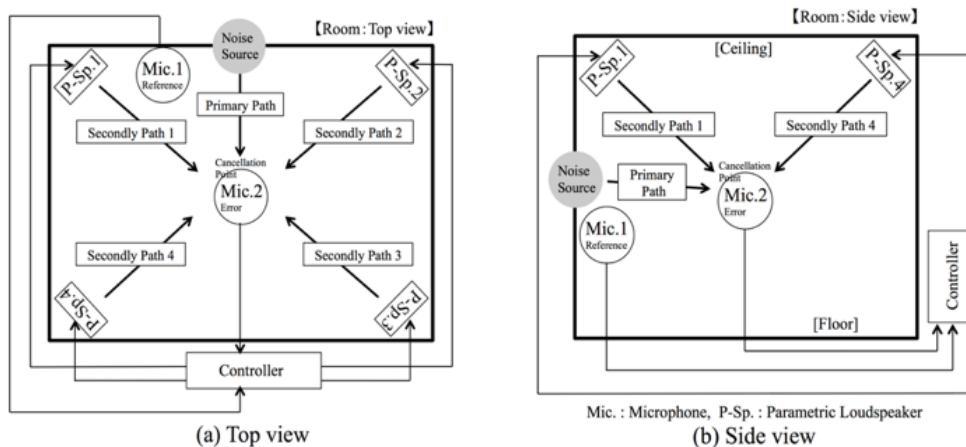 【Room : Top view】
Noise
Source
P-Sp.1
Mic.1
Reference
P-Sp.2
Primary Path
Secondly Path 1
Secondly Path 2
Cancellation
Point
Mic.2
Error
Secondly Path 4
Secondly Path 3
P-Sp.4
P-Sp.3
Controller
(a) Top view
【Room : Side view】
[Ceiling]
P-Sp.1
P-Sp.4
Secondly Path 1
Secondly Path 4
Noise
Source
Primary
Path
Cancellation
Point
Mic.2
Error
Mic.1
Reference
Controller
[Floor]
Mic. : Microphone, P-Sp. : Parametric Loudspeaker
(b) Side view